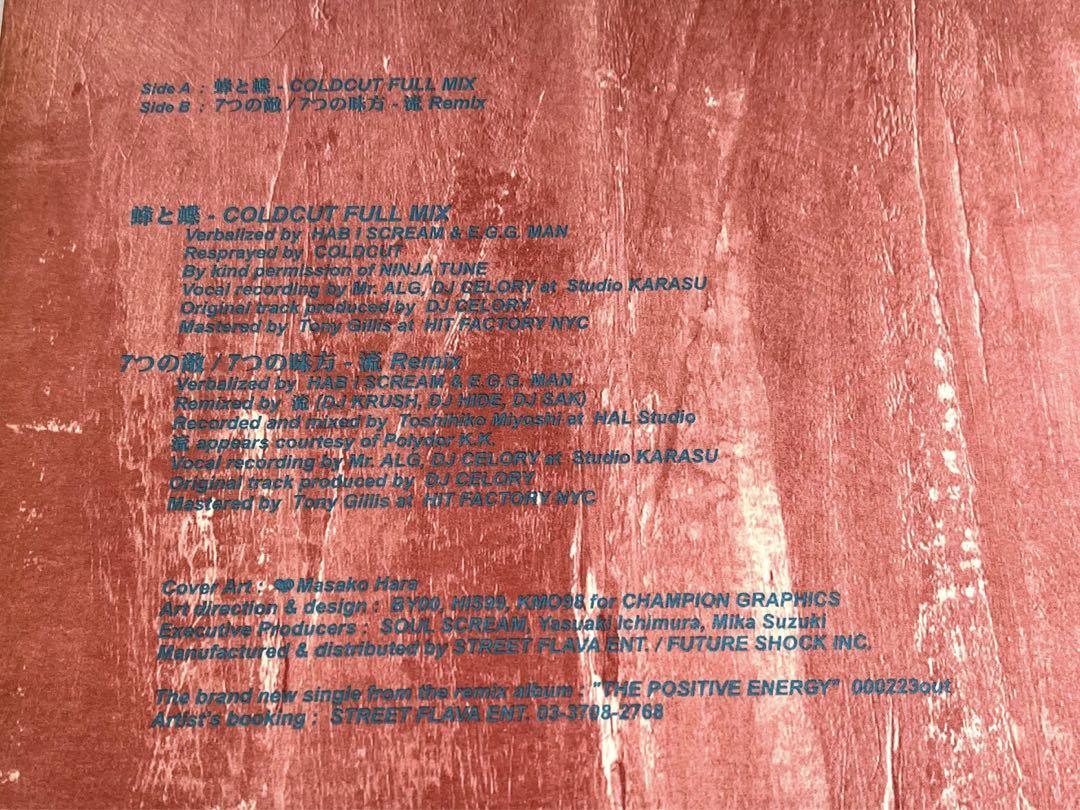 Side A : 蜂と蝶 - COLDCUT FULL MIX
Side B : 7つの敵 / 7つの味方 - 流 Remix
蜂と蝶 - COLDCUT FULL MIX
Verbalized by HAB I SCREAM & E.G.G. MAN
Resprayed by COLDCUT
By kind permission of NINJA TUNE
Vocal recording by Mr. ALG, DJ CELORY at Studio KARASU
Original track produced by DJ CELORY
Mastered by Tony Gillis at HIT FACTORY NYC
7つの敵 / 7つの味方 - 流 Remix
Verbalized by HAB I SCREAM & E.G.G. MAN
Remixed by 流 (DJ KRUSH, DJ HIDE, DJ SAK)
Recorded and mixed by Toshihiko Miyoshi at HAL Studio
流 appears courtesy of Polydor K.K.
Vocal recording by Mr. ALG, DJ CELORY at Studio KARASU
Original track produced by DJ CELORY
Mastered by Tony Gillis at HIT FACTORY NYC
Cover Art : Masako Hara
Art direction & design : BY00, HIS99, KMO98 for CHAMPION GRAPHICS
Executive Producers : SOUL SCREAM, Yasuaki Ichimura, Mika Suzuki
Manufactured & distributed by STREET FLAVA ENT. / FUTURE SHOCK INC.
The brand new single from the remix album : "THE POSITIVE ENERGY" 000223out
Artist's booking : STREET FLAVA ENT. 03-3708-2768